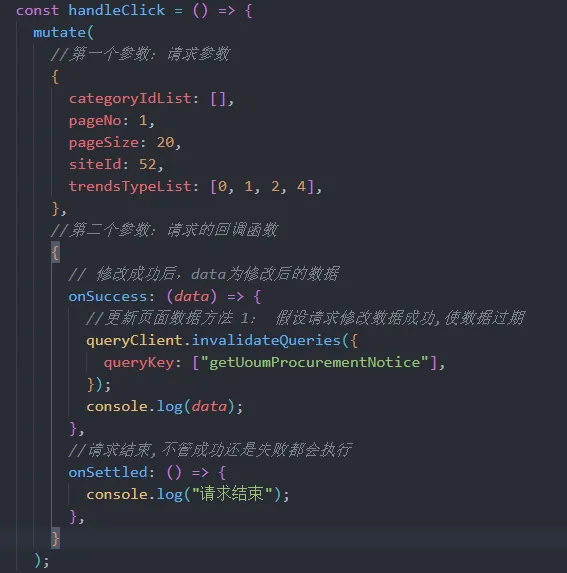 const handleClick = () => {
mutate(
//第一个参数: 请求参数
{
categoryIdList: [],
pageNo: 1,
pageSize: 20,
siteId: 52,
trendsTypeList: [0, 1, 2, 4],
},
//第二个参数: 请求的回调函数
{
// 修改成功后，data为修改后的数据
onSuccess: (data) => {
//更新页面数据方法 1： 假设请求修改数据成功,使数据过期
queryClient.invalidateQueries({
queryKey: ["getUoumProcurementNotice"],
});
console.log(data);
},
//请求结束,不管成功还是失败都会执行
onSettled: () => {
console.log("请求结束");
},
}
);